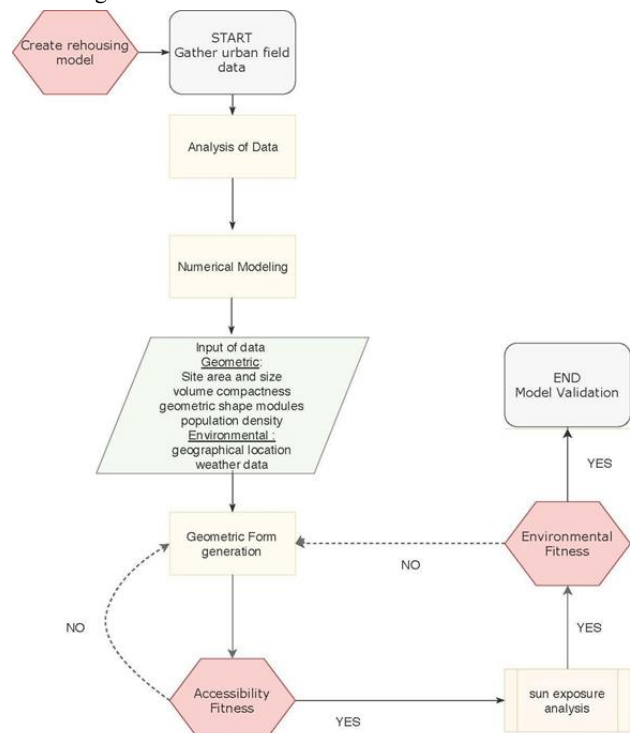 Create rehousing
model
START
Gather urban field
data
Analysis of Data
Numerical Modeling
Input of data
Geometric:
Site area and size
volume compactness
geometric shape modules
population density
Environmental :
geographical location
weather data
END
Model Validation
YES
Geometric Form
generation
Environmental
Fitness
NO
NO
YES
Accessibility
Fitness
YES
sun exposure
analysis